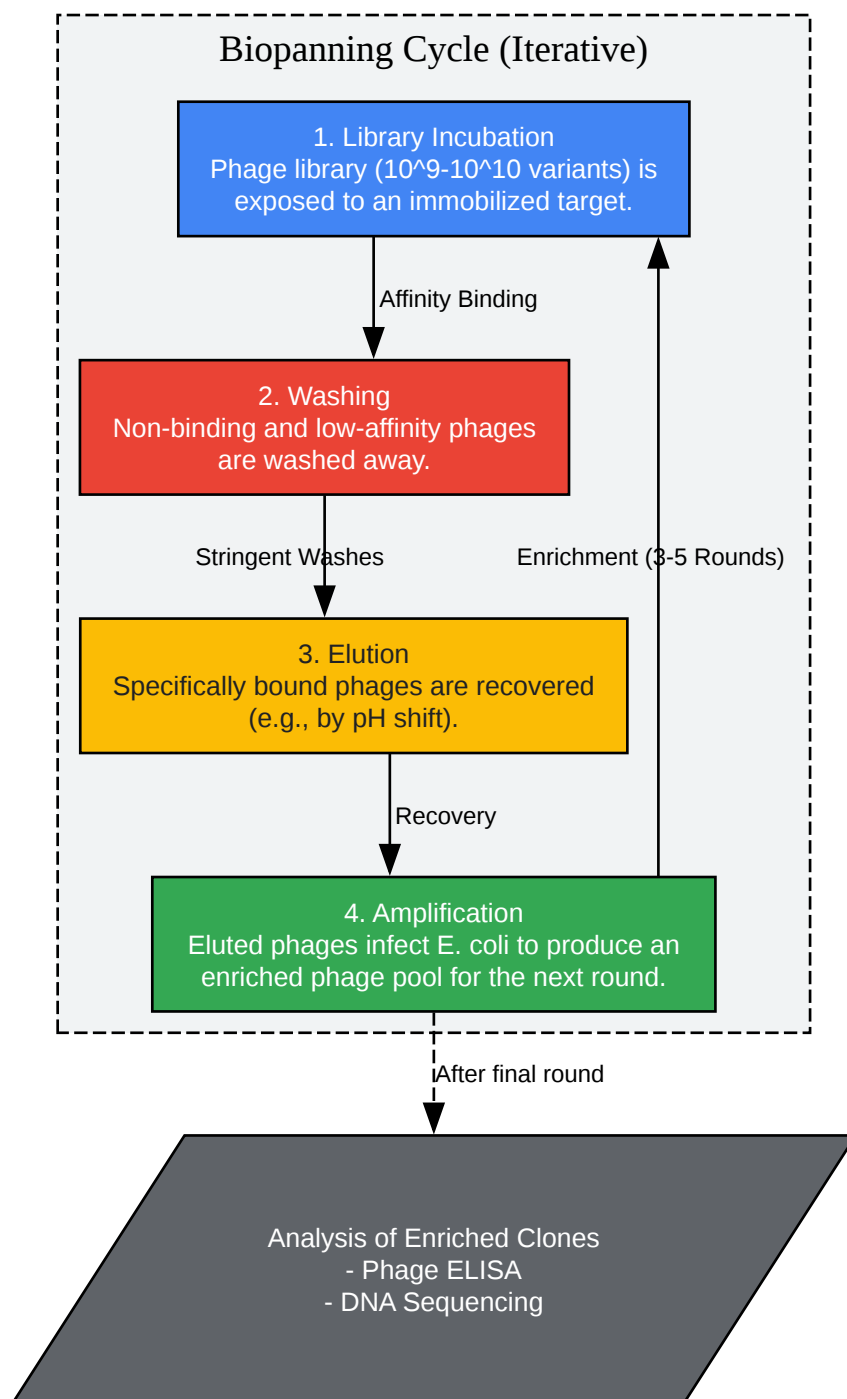 Biopanning Cycle (Iterative)
1. Library Incubation
Phage library (10^9-10^10 variants) is
exposed to an immobilized target.
Affinity Binding
2. Washing
Non-binding and low-affinity phages
are washed away.
Stringent Washes
Enrichment (3-5 Rounds)
3. Elution
Specifically bound phages are recovered
(e.g., by pH shift).
Recovery
4. Amplification
Eluted phages infect E. coli to produce an
enriched phage pool for the next round.
After final round
Analysis of Enriched Clones
- Phage ELISA
- DNA Sequencing